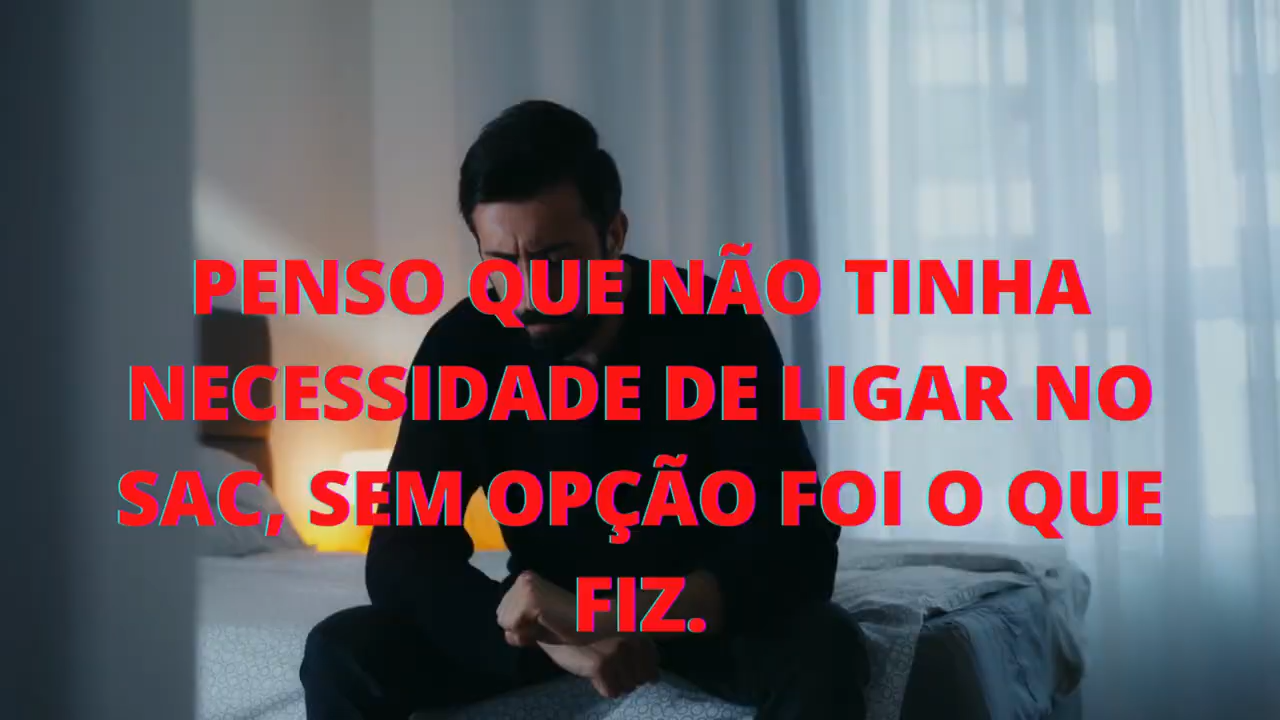 PENSO QUE NÃO TINHA
NECESSIDADE DE LIGAR NO
SAC, SEM OPÇÃO FOI O QUE
FIZ.